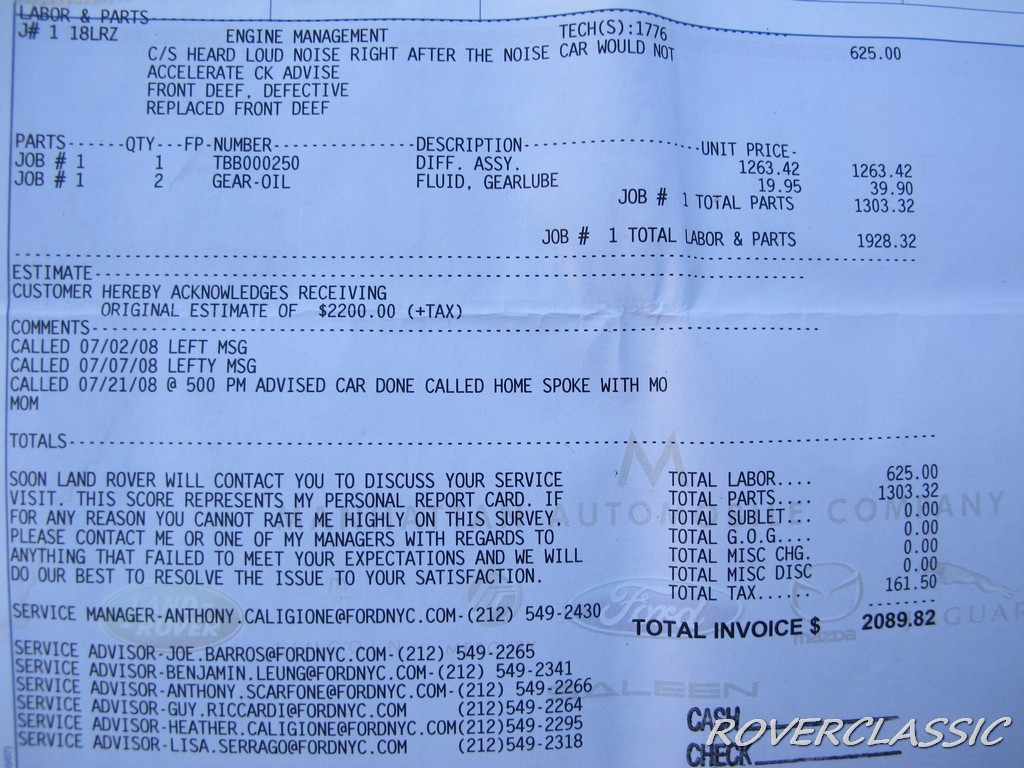 LABOR & PARTS
J# 1 18LRZ ENGINE MANAGEMENT TECH(S):1776 625.00
C/S HEARD LOUD NOISE RIGHT AFTER THE NOISE CAR WOULD NOT
ACCELERATE CK ADVISE
FRONT DEEF, DEFECTIVE
REPLACED FRONT DEEF
PARTS------QTY---FP-NUMBER---------------DESCRIPTION--------------------UNIT PRICE-
JOB # 1 1 TBB000250 DIFF. ASSY. 1263.42 1263.42
JOB # 1 2 GEAR-OIL FLUID, GEARLUBE 19.95 39.90
JOB # 1 TOTAL PARTS 1303.32
JOB # 1 TOTAL LABOR & PARTS 1928.32
ESTIMATE
CUSTOMER HEREBY ACKNOWLEDGES RECEIVING
ORIGINAL ESTIMATE OF $2200.00 (+TAX)
COMMENTS
CALLED 07/02/08 LEFT MSG
CALLED 07/07/08 LEFTY MSG
CALLED 07/21/08 @ 500 PM ADVISED CAR DONE CALLED HOME SPOKE WITH MO
MOM
TOTALS
SOON LAND ROVER WILL CONTACT YOU TO DISCUSS YOUR SERVICE
VISIT. THIS SCORE REPRESENTS MY PERSONAL REPORT CARD. IF
FOR ANY REASON YOU CANNOT RATE ME HIGHLY ON THIS SURVEY.
PLEASE CONTACT ME OR ONE OF MY MANAGERS WITH REGARDS TO
ANYTHING THAT FAILED TO MEET YOUR EXPECTATIONS AND WE WILL
DO OUR BEST TO RESOLVE THE ISSUE TO YOUR SATISFACTION.
TOTAL LABOR.... 625.00
TOTAL PARTS.... 1303.32
TOTAL SUBLET... 0.00
TOTAL G.O.G.... 0.00
TOTAL MISC CHG. 0.00
TOTAL MISC DISC 0.00
TOTAL TAX...... 161.50
TOTAL INVOICE $ 2089.82
SERVICE MANAGER-ANTHONY.CALIGIONE@FORDNYC.COM-(212) 549-2430
SERVICE ADVISOR-JOE.BARROS@FORDNYC.COM-(212) 549-2265
SERVICE ADVISOR-BENJAMIN.LEUNG@FORDNYC.COM-(212) 549-2341
SERVICE ADVISOR-ANTHONY.SCARFONE@FORDNYC.COM-(212) 549-2266
SERVICE ADVISOR-GUY.RICCARDI@FORDNYC.COM (212)549-2264
SERVICE ADVISOR-HEATHER.CALIGIONE@FORDNYC.COM-(212)549-2295
SERVICE ADVISOR-LISA.SERRAGO@FORDNYC.COM (212)549-2318
M
AUTOMOTIVE COMPANY
LAND ROVER
Ford
mazda
JAGUAR
SALEEN
CASH
CHECK
ROVERCLASSIC